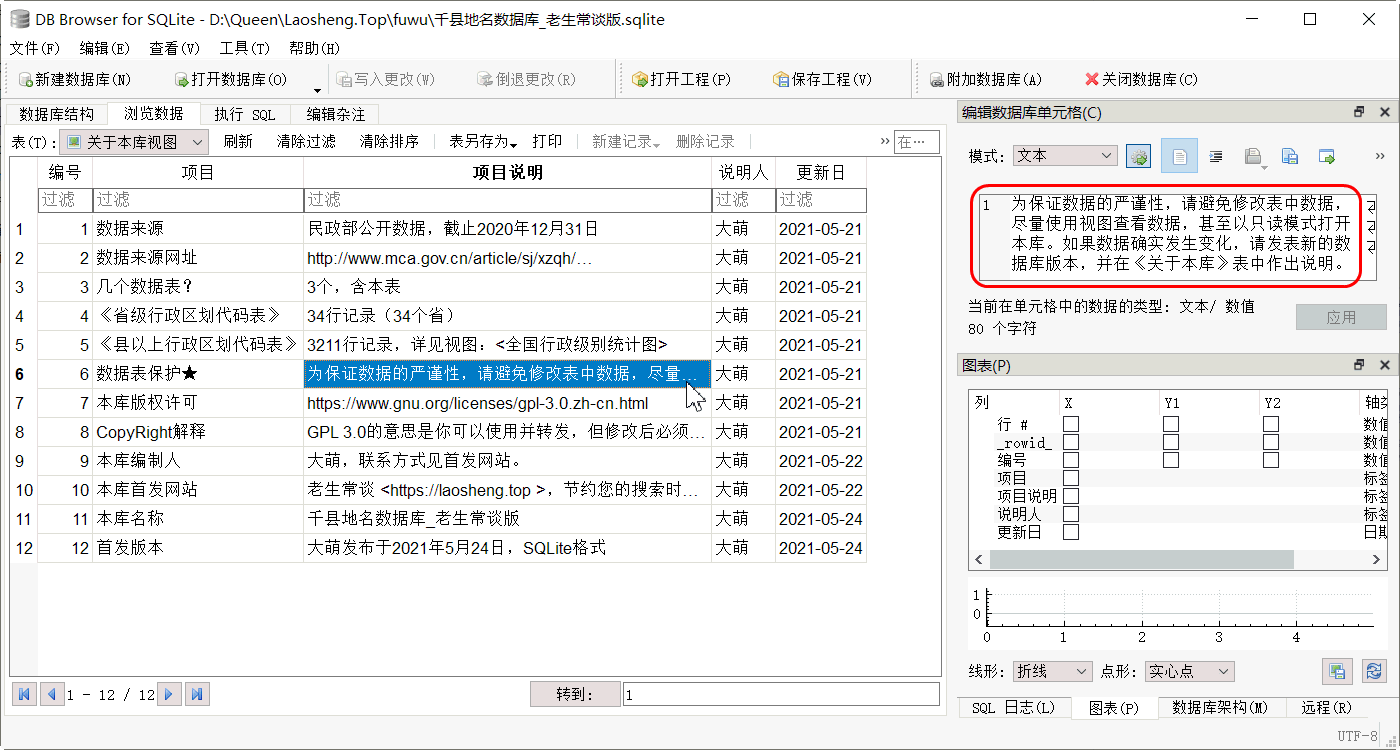 DB Browser for SQLite - D:\Queen\Laosheng.Top\fuwu\千县地名数据库_老生常谈版.sqlite
文件(F) 编辑(E) 查看(V) 工具(T) 帮助(H)
新建数据库(N) 打开数据库(O) 写入更改(W) 倒退更改(R) 打开工程(P) 保存工程(V) 附加数据库(A) 关闭数据库(C)
数据库结构 浏览数据 执行 SQL 编辑杂注
表(T): 关于本库视图 刷新 清除过滤 清除排序 表另存为 打印 新建记录 删除记录 » 在…
编号 项目 项目说明 说明人 更新日
过滤 过滤 过滤 过滤 过滤
1 1 数据来源 民政部公开数据，截止2020年12月31日 大萌 2021-05-21
2 2 数据来源网址 http://www.mca.gov.cn/article/sj/xzqh/… 大萌 2021-05-21
3 3 几个数据表？ 3个，含本表 大萌 2021-05-21
4 4 《省级行政区划代码表》 34行记录（34个省） 大萌 2021-05-21
5 5 《县以上行政区划代码表》 3211行记录，详见视图：<全国行政级别统计图> 大萌 2021-05-21
6 6 数据表保护★ 为保证数据的严谨性，请避免修改表中数据，尽量… 大萌 2021-05-21
7 7 本库版权许可 https://www.gnu.org/licenses/gpl-3.0.zh-cn.html 大萌 2021-05-21
8 8 CopyRight解释 GPL 3.0的意思是你可以使用并转发，但修改后必须… 大萌 2021-05-21
9 9 本库编制人 大萌，联系方式见首发网站。 大萌 2021-05-22
10 10 本库首发网站 老生常谈 <https://laosheng.top >，节约您的搜索时… 大萌 2021-05-22
11 11 本库名称 千县地名数据库_老生常谈版 大萌 2021-05-24
12 12 首发版本 大萌发布于2021年5月24日，SQLite格式 大萌 2021-05-24
1 - 12 / 12 转到: 1
编辑数据库单元格(C)
模式: 文本 »
1 为保证数据的严谨性，请避免修改表中数据，
尽量使用视图查看数据，甚至以只读模式打开
本库。如果数据确实发生变化，请发表新的数
据库版本，并在《关于本库》表中作出说明。
当前在单元格中的数据的类型: 文本/ 数值
80 个字符
应用
图表(P)
列 X Y1 Y2 轴类
行 # 数值
_rowid_ 数值
编号 数值
项目 标签
项目说明 标签
说明人 标签
更新日 日期
1
0
0 1 2 3 4
线形: 折线 点形: 实心点
SQL 日志(L) 图表(P) 数据库架构(M) 远程(R)
UTF-8